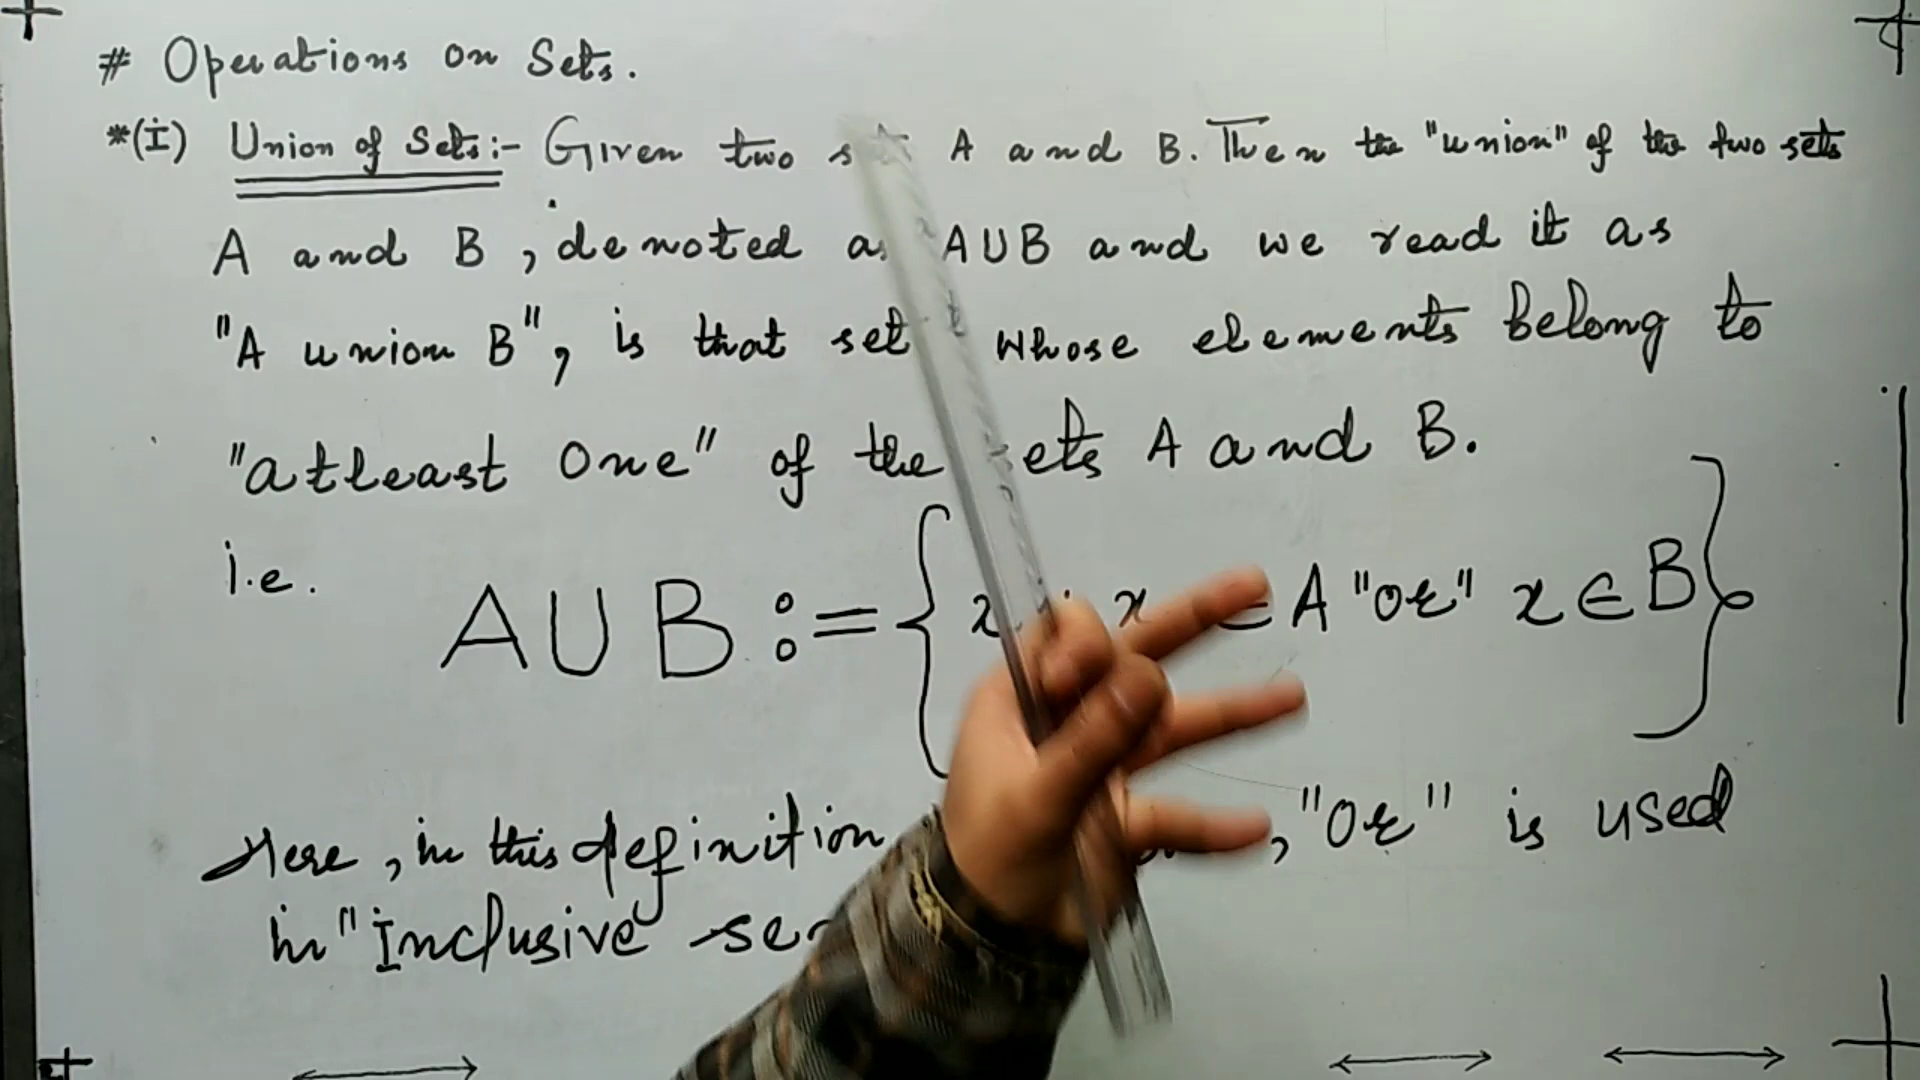 # Operations on Sets.
*(i) Union of Sets:- Given two A and B. Then the "union" of the two sets
A and B, denoted as AUB and we read it as
"A union B", is that set whose elements belong to
"atleast One" of the sets A and B.
i.e. AUB := { x : x ∈ A "or" x ∈ B }
Here, in this definition , "Or" is used
in "Inclusive